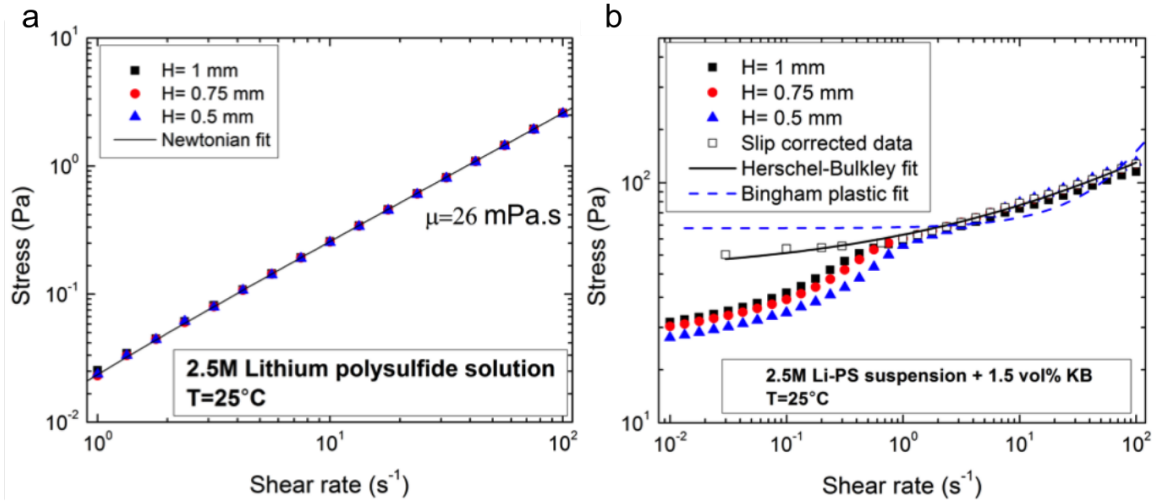 a
10¹
10⁰
10⁻¹
10⁻²
Stress (Pa)
H= 1 mm
H= 0.75 mm
H= 0.5 mm
Newtonian fit
μ=26 mPa.s
2.5M Lithium polysulfide solution
T=25°C
10⁰
10¹
10²
Shear rate (s⁻¹)
b
10²
10¹
Stress (Pa)
H= 1 mm
H= 0.75 mm
H= 0.5 mm
Slip corrected data
Herschel-Bulkley fit
Bingham plastic fit
2.5M Li-PS suspension + 1.5 vol% KB
T=25°C
10⁻²
10⁻¹
10⁰
10¹
10²
Shear rate (s⁻¹)